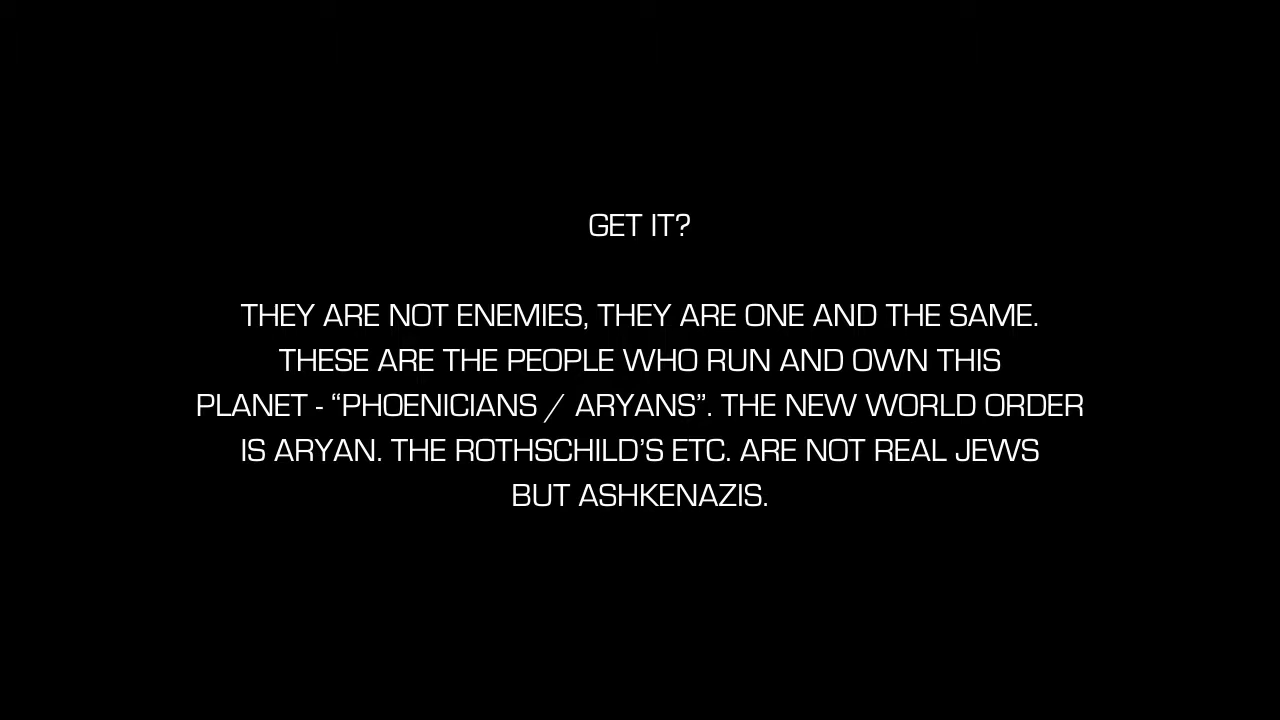 GET IT?
THEY ARE NOT ENEMIES, THEY ARE ONE AND THE SAME.
THESE ARE THE PEOPLE WHO RUN AND OWN THIS
PLANET - “PHOENICIANS / ARYANS”. THE NEW WORLD ORDER
IS ARYAN. THE ROTHSCHILD’S ETC. ARE NOT REAL JEWS
BUT ASHKENAZIS.